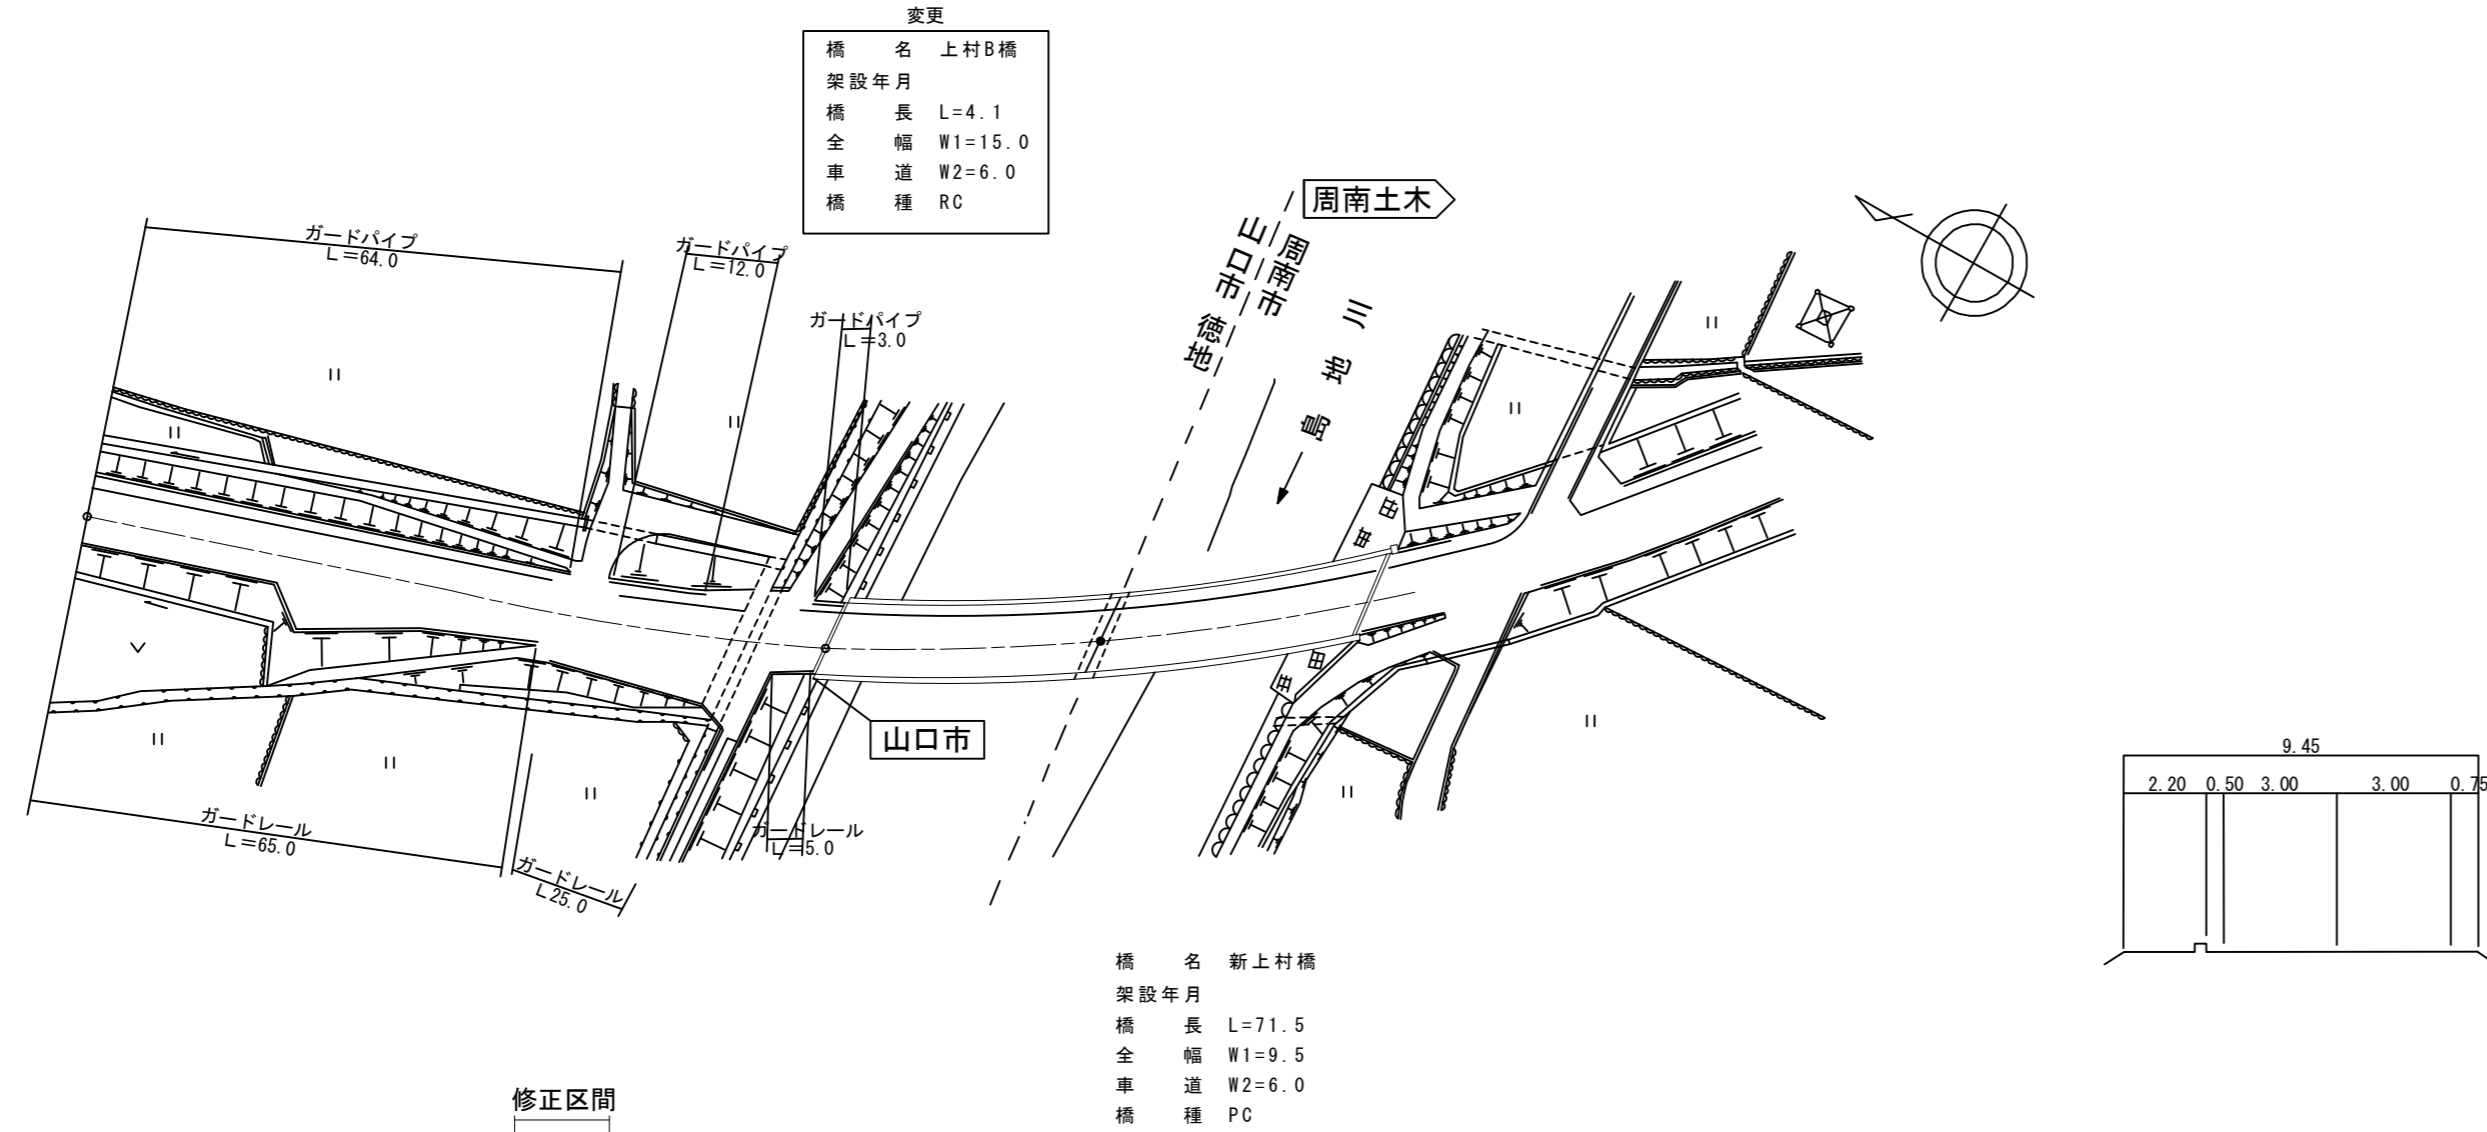 変更
橋 名 上村B橋
架設年月
橋 長 L=4.1
全 幅 W1=15.0
車 道 W2=6.0
橋 種 RC
周南土木
ガードパイプ
L=64.0
ガードパイプ
L=12.0
ガードパイプ
L=3.0
山口市 徳地
周南市
三地島
山口市
ガードレール
L=65.0
ガードレール
L25.0
ガードレール
L=5.0
9.45
2.20 0.50 3.00 3.00 0.75
橋 名 新上村橋
架設年月
橋 長 L=71.5
全 幅 W1=9.5
車 道 W2=6.0
橋 種 PC
修正区間